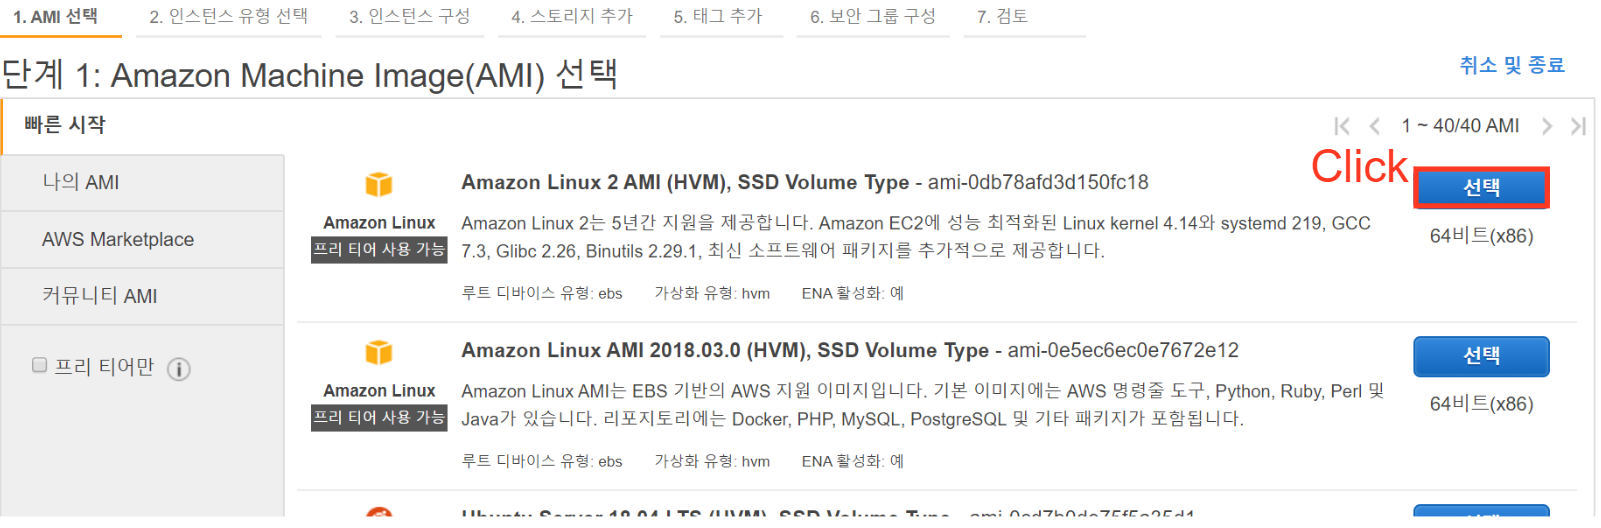 1. AMI 선택 2. 인스턴스 유형 선택 3. 인스턴스 구성 4. 스토리지 추가 5. 태그 추가 6. 보안 그룹 구성 7. 검토
단계 1: Amazon Machine Image(AMI) 선택
취소 및 종료
빠른 시작
1 ~ 40/40 AMI
나의 AMI
AWS Marketplace
커뮤니티 AMI
프리 티어만
Click
Amazon Linux
프리 티어 사용 가능
Amazon Linux 2 AMI (HVM), SSD Volume Type - ami-0db78afd3d150fc18
Amazon Linux 2는 5년간 지원을 제공합니다. Amazon EC2에 성능 최적화된 Linux kernel 4.14와 systemd 219, GCC
7.3, Glibc 2.26, Binutils 2.29.1, 최신 소프트웨어 패키지를 추가적으로 제공합니다.
루트 디바이스 유형: ebs 가상화 유형: hvm ENA 활성화: 예
선택
64비트(x86)
Amazon Linux
프리 티어 사용 가능
Amazon Linux AMI 2018.03.0 (HVM), SSD Volume Type - ami-0e5ec6ec0e7672e12
Amazon Linux AMI는 EBS 기반의 AWS 지원 이미지입니다. 기본 이미지에는 AWS 명령줄 도구, Python, Ruby, Perl 및
Java가 있습니다. 리포지토리에는 Docker, PHP, MySQL, PostgreSQL 및 기타 패키지가 포함됩니다.
루트 디바이스 유형: ebs 가상화 유형: hvm ENA 활성화: 예
선택
64비트(x86)
Ubuntu Server 18.04 LTS (HVM), SSD Volume Type
선택